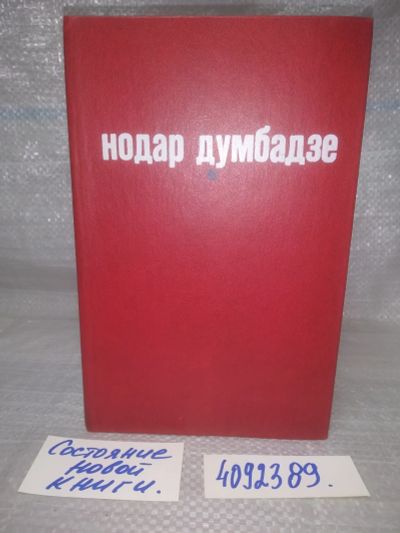 нодар думбадзе
Состояние
новой
книги.
4092389.